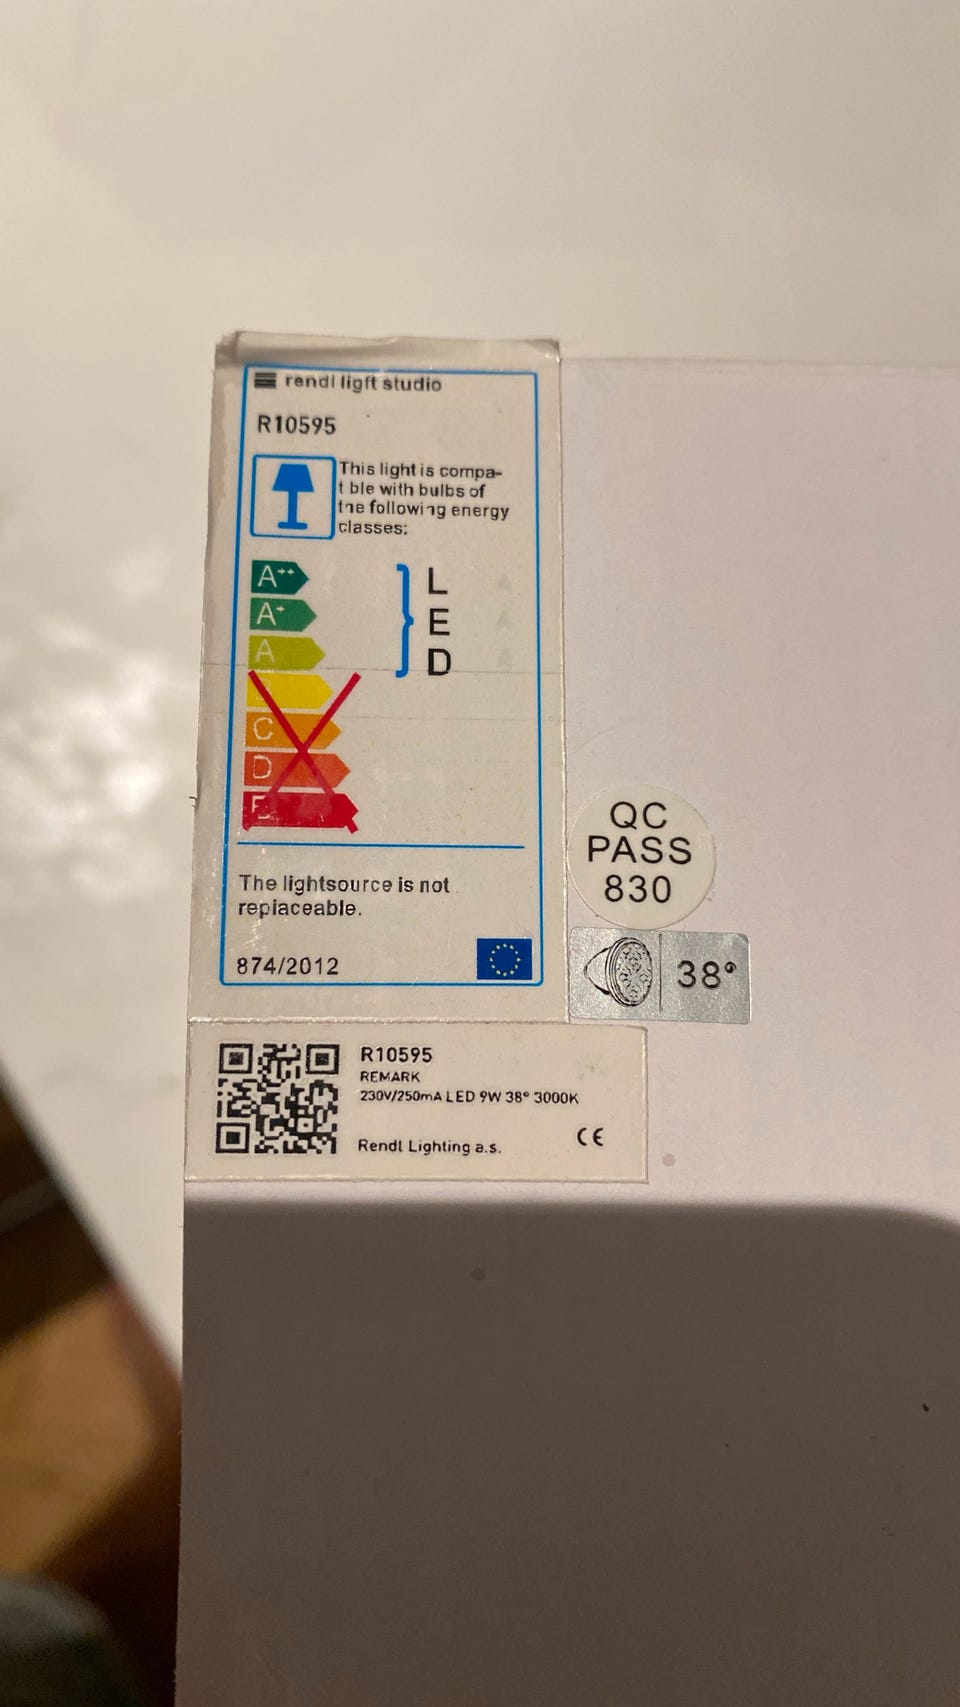 rendl ligft studio
R10595
This light is compa-
t ble with bulbs of
the following energy
classes:
A++
A+
A
C
D
E
L
E
D
The lightsource is not
replaceable.
874/2012
QC
PASS
830
38°
R10595
REMARK
230V/250mA LED 9W 38° 3000K
Rendl Lighting a.s.
CE